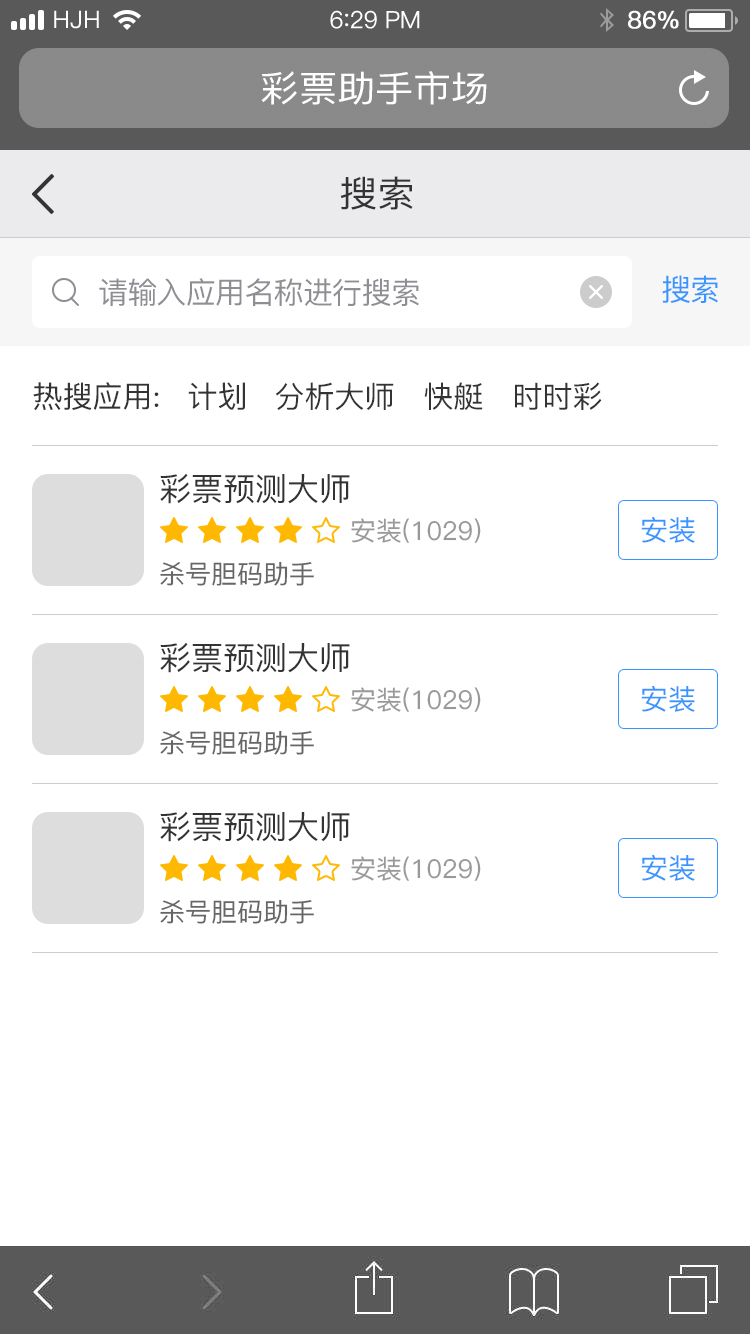 HJH 6:29 PM 86%
彩票助手市场
搜索
请输入应用名称进行搜索 搜索
热搜应用: 计划 分析大师 快艇 时时彩
彩票预测大师
安装(1029)
安装
杀号胆码助手
彩票预测大师
安装(1029)
安装
杀号胆码助手
彩票预测大师
安装(1029)
安装
杀号胆码助手